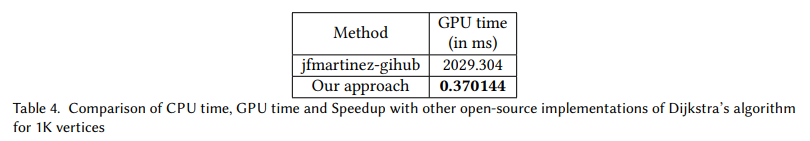 Method GPU time
(in ms)
jfmartinez-gihub 2029.304
Our approach 0.370144
Table 4. Comparison of CPU time, GPU time and Speedup with other open-source implementations of Dijkstra's algorithm
for 1K vertices